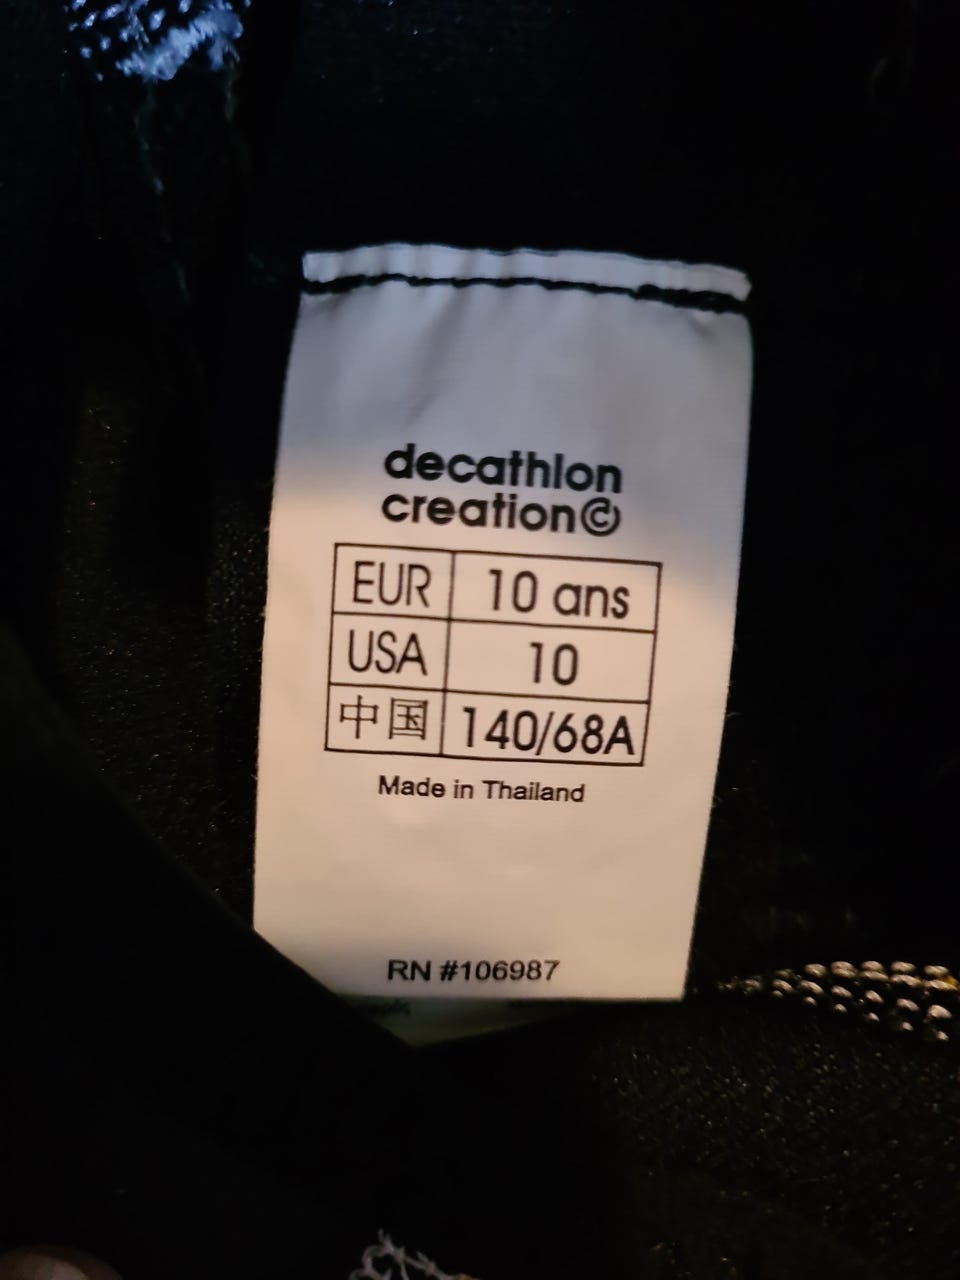 decathlon
creation©
EUR 10 ans
USA 10
中国 140/68A
Made in Thailand
RN #106987